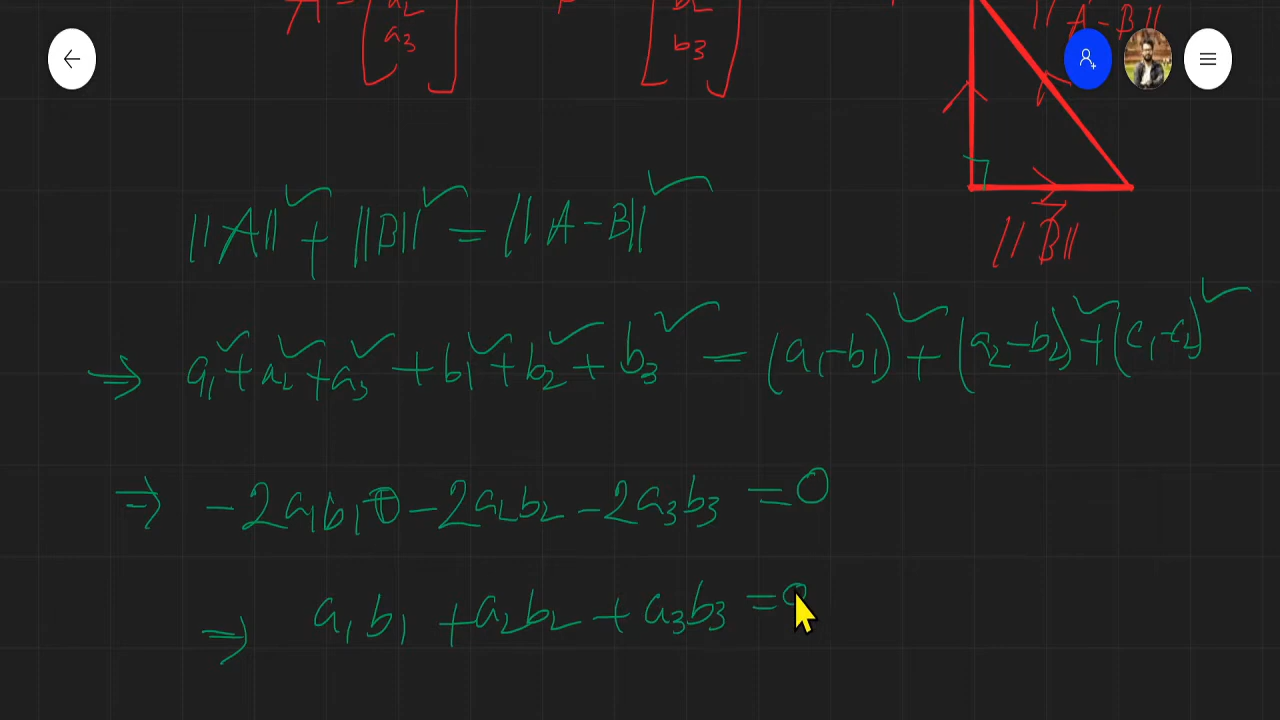 A = [a2 a3] [b2 b3] ||A-B||
||B||
||A||² + ||B||² = ||A-B||²
⇒ a1² + a2² + a3² + b1² + b2² + b3² = (a1-b1)² + (a2-b2)² + (c1-c2)²
⇒ -2a1b1 - 2a2b2 - 2a3b3 = 0
⇒ a1b1 + a2b2 + a3b3 = 0